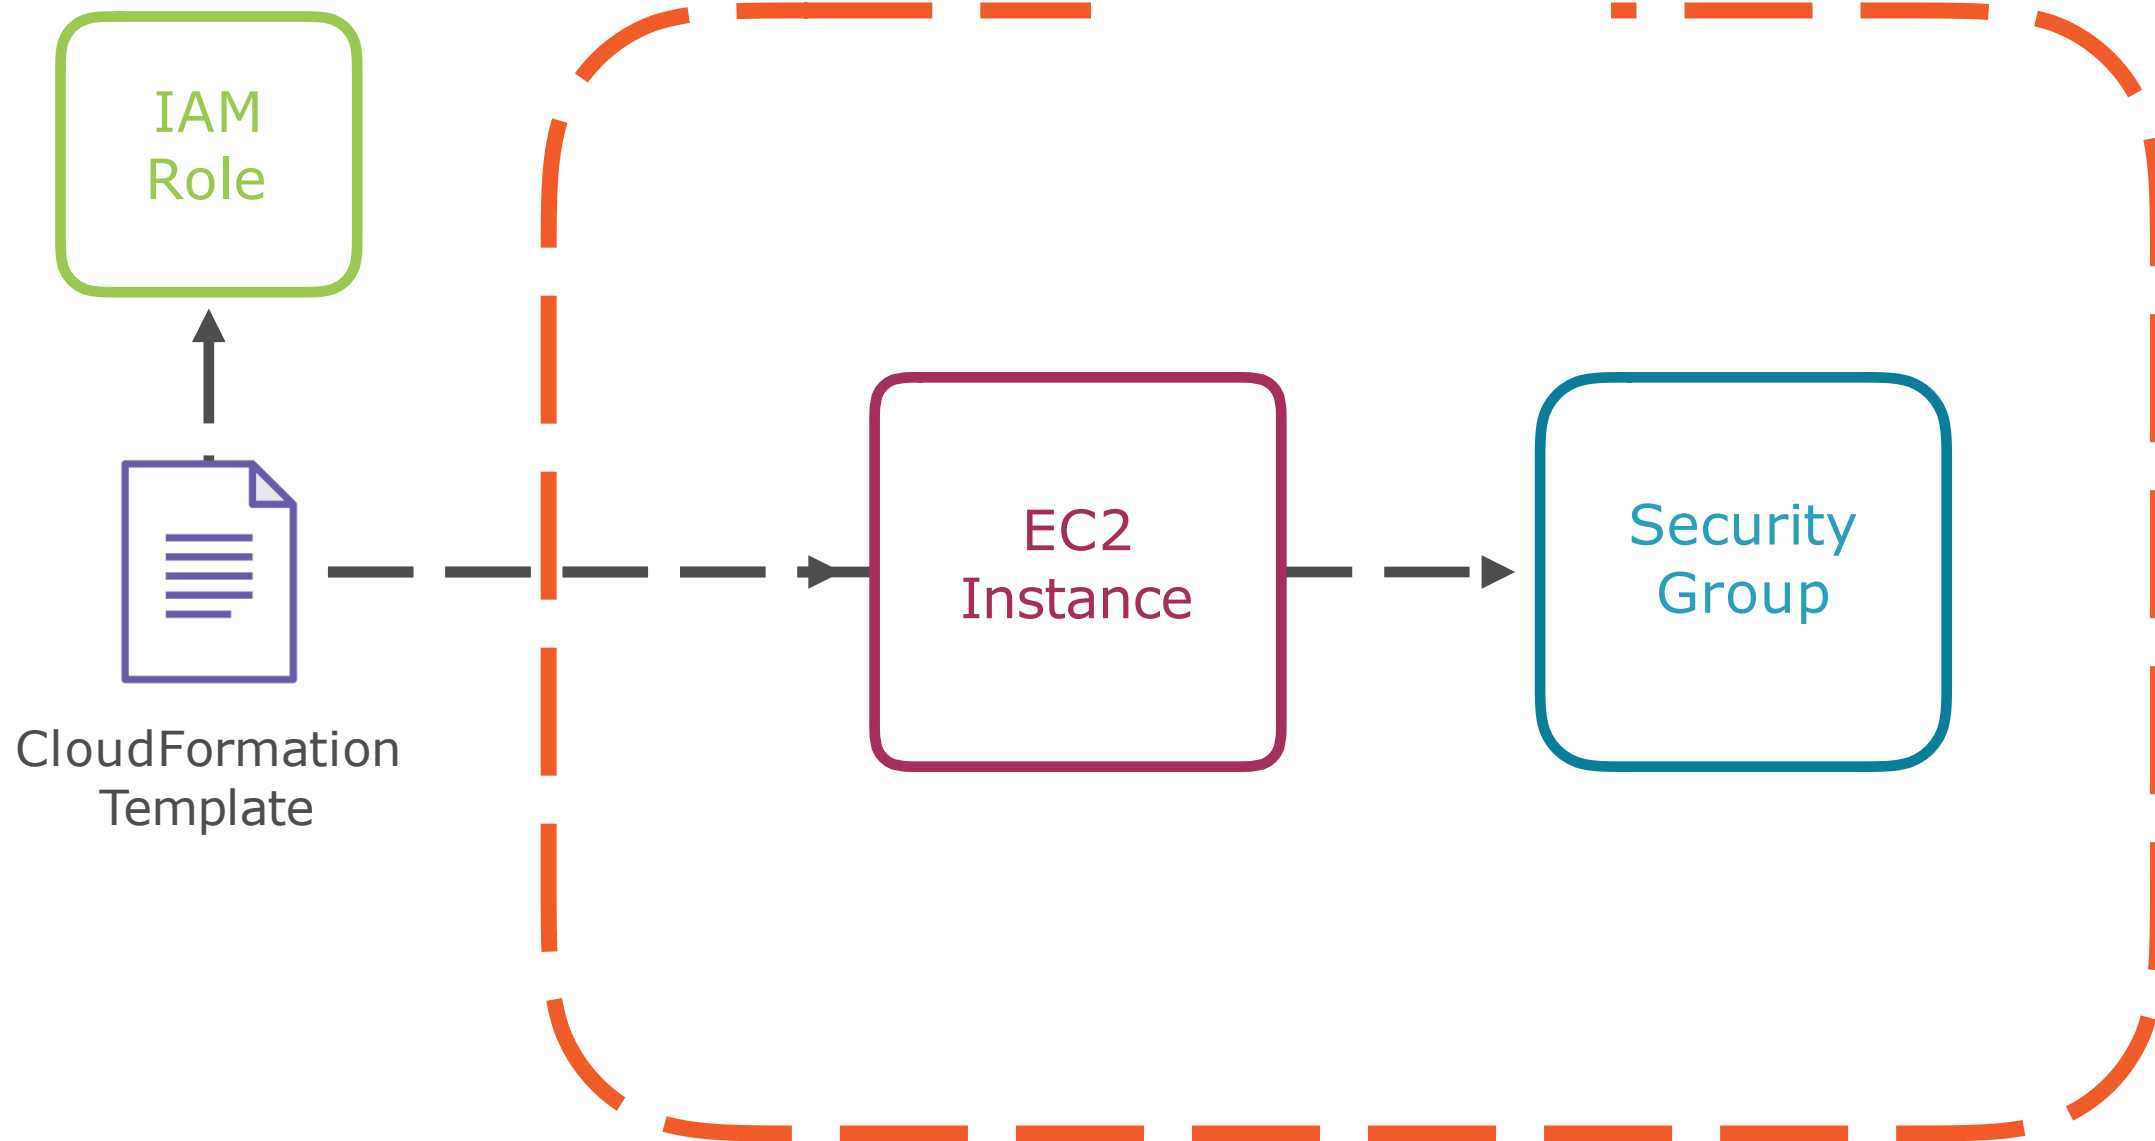 IAM
Role
CloudFormation
Template
EC2
Instance
Security
Group